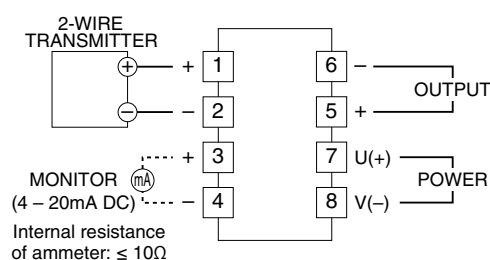 2-WIRE
TRANSMITTER
+ + 1
− − 2
+ 3
MONITOR mA
(4 – 20mA DC) − 4
Internal resistance
of ammeter: ≤ 10Ω
6 −
OUTPUT
5 +
7 U(+)
POWER
8 V(−)